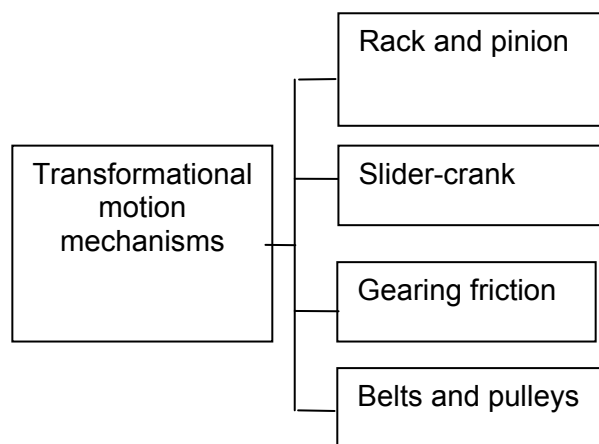 Transformational
motion
mechanisms
Rack and pinion
Slider-crank
Gearing friction
Belts and pulleys